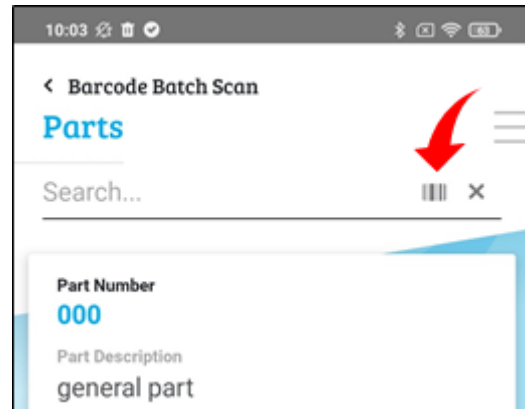 10:03
63
Barcode Batch Scan
Parts
Search...
Part Number
000
Part Description
general part